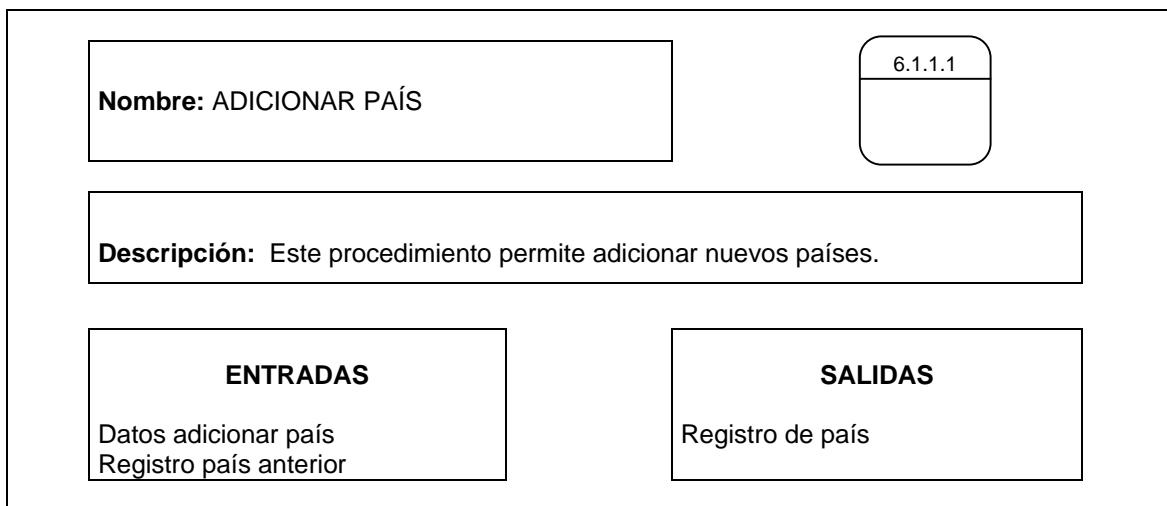 6.1.1.1
Nombre: ADICIONAR PAÍS
Descripción: Este procedimiento permite adicionar nuevos países.
ENTRADAS
Datos adicionar país
Registro país anterior
SALIDAS
Registro de país